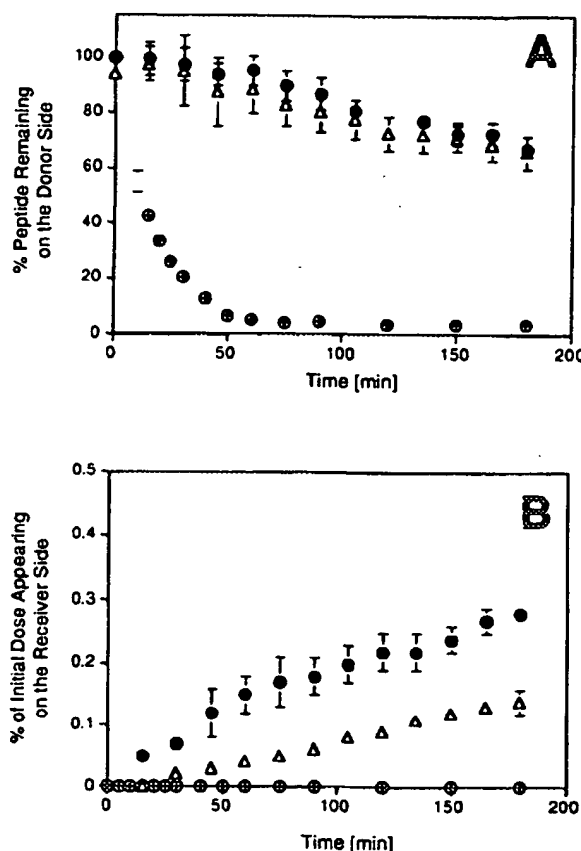 A
% Peptide Remaining
on the Donor Side
100
80
60
40
20
0
0
50
100
150
200
Time [min]
B
% of Initial Dose Appearing
on the Receiver Side
0.5
0.4
0.3
0.2
0.1
0
0
50
100
150
200
Time [min]